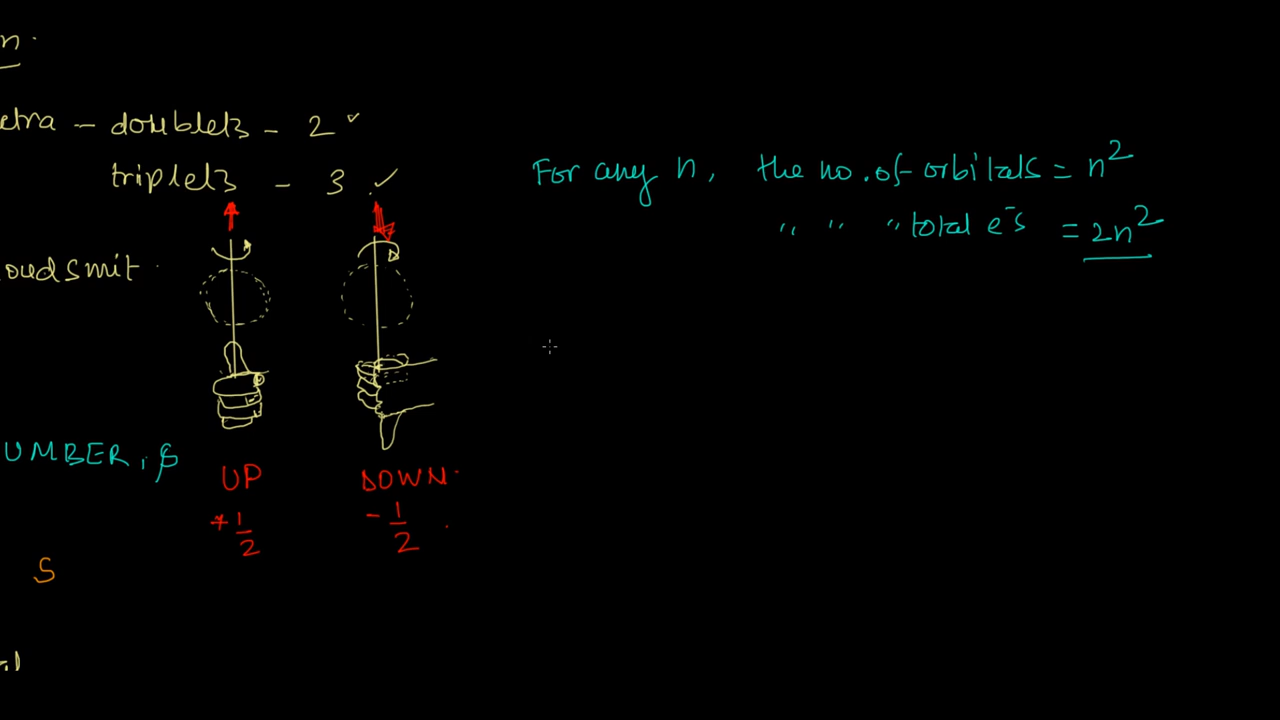 n.
etra - doublets - 2 ✓
triplets - 3 ✓
oudsmit.
UMBER, s
UP
DOWN.
+1/2
-1/2
S
al
For any n, the no. of orbitals = n²
" " " total e⁻s = 2n²